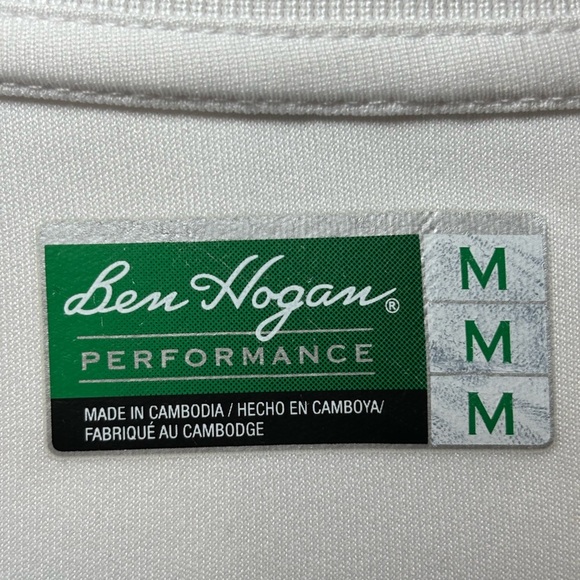 Ben Hogan®
PERFORMANCE
MADE IN CAMBODIA / HECHO EN CAMBOYA/
FABRIQUÉ AU CAMBODGE
M
M
M